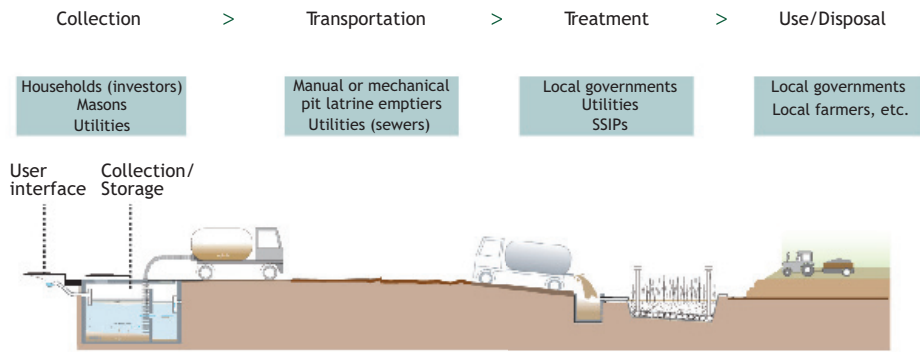 Collection > Transportation > Treatment > Use/Disposal
Households (investors)
Masons
Utilities
Manual or mechanical
pit latrine emptiers
Utilities (sewers)
Local governments
Utilities
SSIPs
Local governments
Local farmers, etc.
User
interface
Collection/
Storage